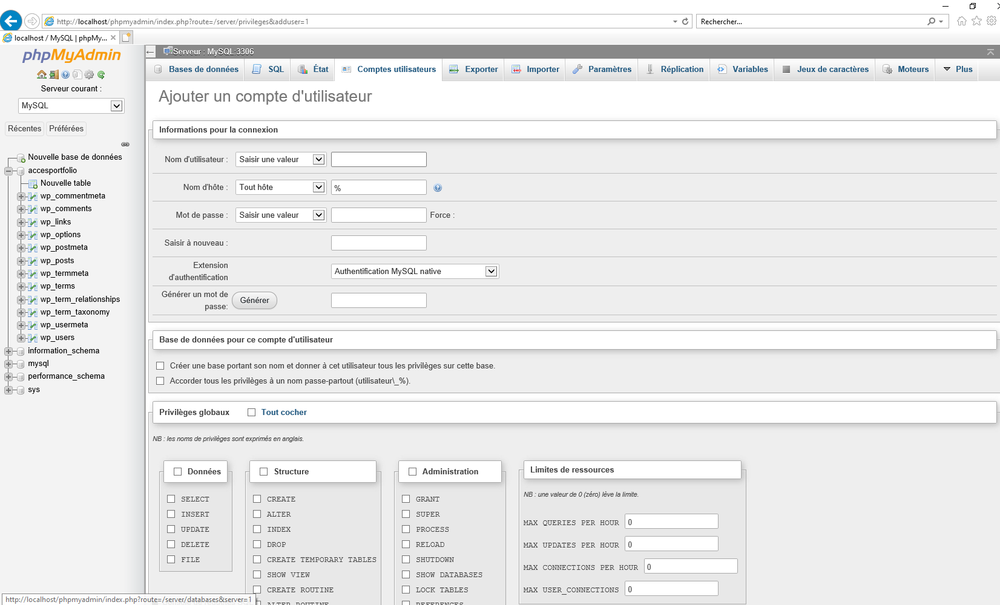 http://localhost/phpmyadmin/index.php?route=/server/privileges&adduser=1
Rechercher...
localhost / MySQL | phpMy...
phpMyAdmin
Serveur courant :
MySQL
Récentes
Préférées
Nouvelle base de données
accesportfolio
Nouvelle table
wp_commentmeta
wp_comments
wp_links
wp_options
wp_postmeta
wp_posts
wp_termmeta
wp_terms
wp_term_relationships
wp_term_taxonomy
wp_usermeta
wp_users
information_schema
mysql
performance_schema
sys
Serveur : MySQL:3306
Bases de données
SQL
État
Comptes utilisateurs
Exporter
Importer
Paramètres
Réplication
Variables
Jeux de caractères
Moteurs
Plus
Ajouter un compte d'utilisateur
Informations pour la connexion
Nom d'utilisateur : Saisir une valeur
Nom d'hôte : Tout hôte %
Mot de passe : Saisir une valeur Force :
Saisir à nouveau :
Extension
d'authentification
Authentification MySQL native
Générer un mot de
passe:
Générer
Base de données pour ce compte d'utilisateur
Créer une base portant son nom et donner à cet utilisateur tous les privilèges sur cette base.
Accorder tous les privilèges à un nom passe-partout (utilisateur\_%).
Privilèges globaux Tout cocher
NB : les noms de privilèges sont exprimés en anglais.
Données
SELECT
INSERT
UPDATE
DELETE
FILE
Structure
CREATE
ALTER
INDEX
DROP
CREATE TEMPORARY TABLES
SHOW VIEW
CREATE ROUTINE
ALTER ROUTINE
Administration
GRANT
SUPER
PROCESS
RELOAD
SHUTDOWN
SHOW DATABASES
LOCK TABLES
REFERENCES
Limites de ressources
NB : une valeur de 0 (zéro) lève la limite.
MAX QUERIES PER HOUR 0
MAX UPDATES PER HOUR 0
MAX CONNECTIONS PER HOUR 0
MAX USER_CONNECTIONS 0
http://localhost/phpmyadmin/index.php?route=/server/databases&server=1